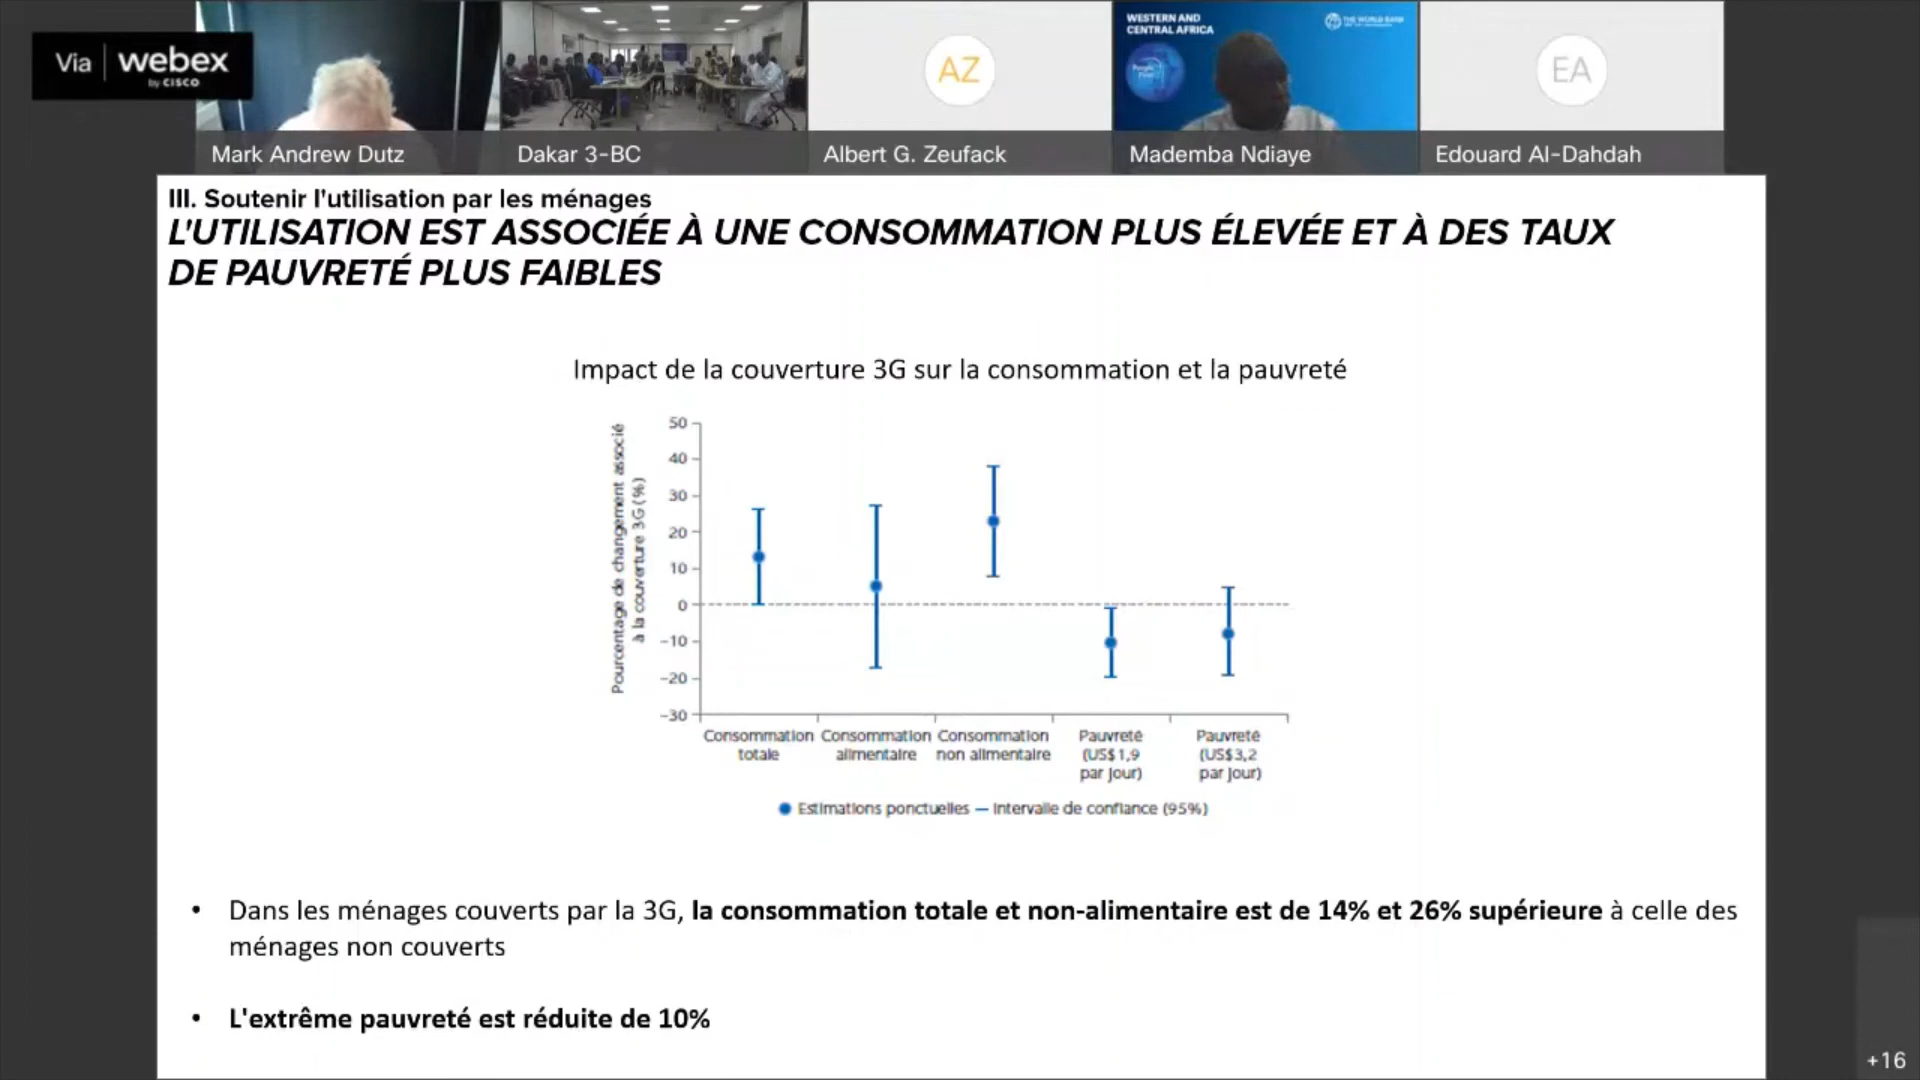 Via webex
by CISCO
WESTERN AND
CENTRAL AFRICA
THE WORLD BANK
People
First
AZ
EA
Mark Andrew Dutz
Dakar 3-BC
Albert G. Zeufack
Mademba Ndiaye
Edouard Al-Dahdah
III. Soutenir l'utilisation par les ménages
L'UTILISATION EST ASSOCIÉE À UNE CONSOMMATION PLUS ÉLEVÉE ET À DES TAUX
DE PAUVRETÉ PLUS FAIBLES
Impact de la couverture 3G sur la consommation et la pauvreté
Pourcentage de changement associé
à la couverture 3G (%)
50
40
30
20
10
0
−10
−20
−30
Consommation
totale
Consommation
alimentaire
Consommation
non alimentaire
Pauvreté
(US$1,9
par jour)
Pauvreté
(US$3,2
par jour)
Estimations ponctuelles
Intervalle de confiance (95%)
• Dans les ménages couverts par la 3G, la consommation totale et non-alimentaire est de 14% et 26% supérieure à celle des
ménages non couverts
• L'extrême pauvreté est réduite de 10%
+16